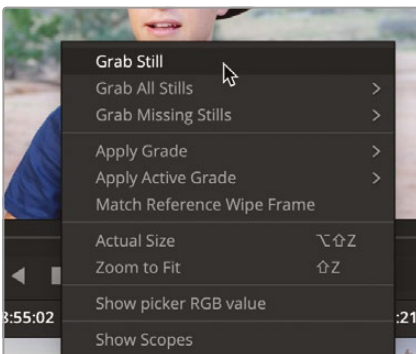 Grab Still
Grab All Stills >
Grab Missing Stills >
Apply Grade >
Apply Active Grade >
Match Reference Wipe Frame
Actual Size ⌥⇧Z
Zoom to Fit ⇧Z
Show picker RGB value
3:55:02 :21
Show Scopes